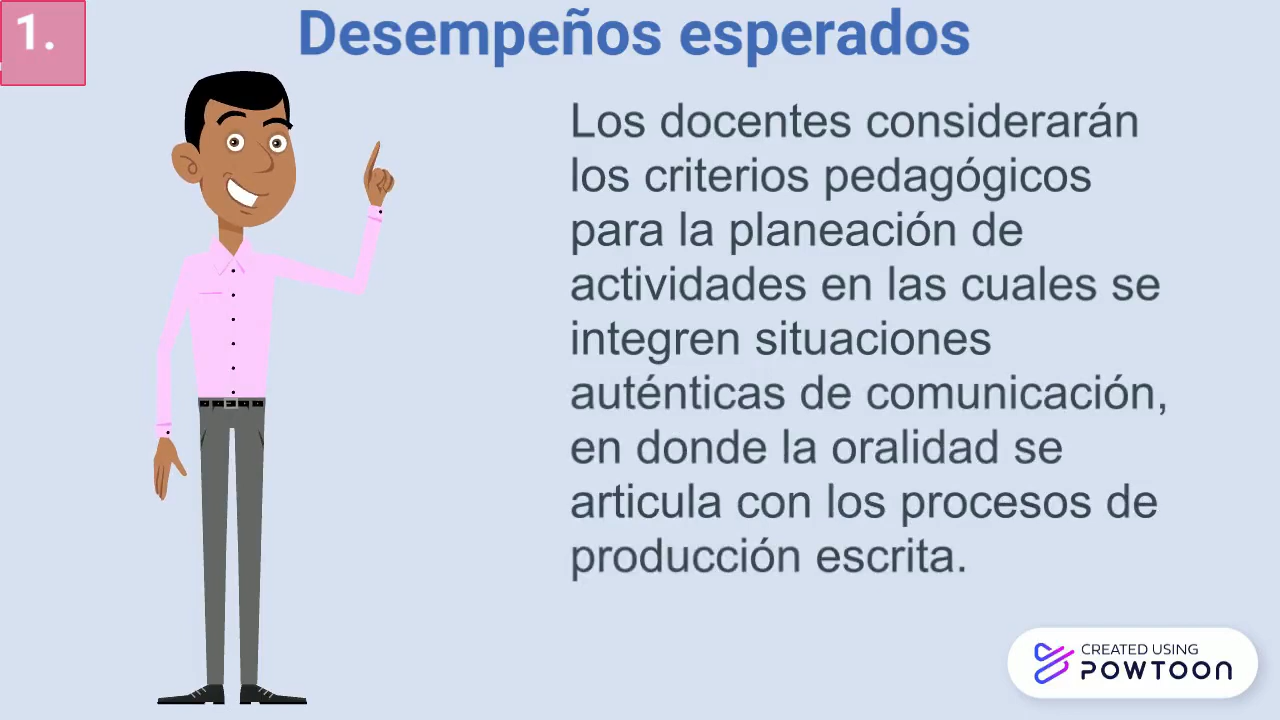 1.
Desempeños esperados
Los docentes considerarán
los criterios pedagógicos
para la planeación de
actividades en las cuales se
integren situaciones
auténticas de comunicación,
en donde la oralidad se
articula con los procesos de
producción escrita.
CREATED USING
POWTOON